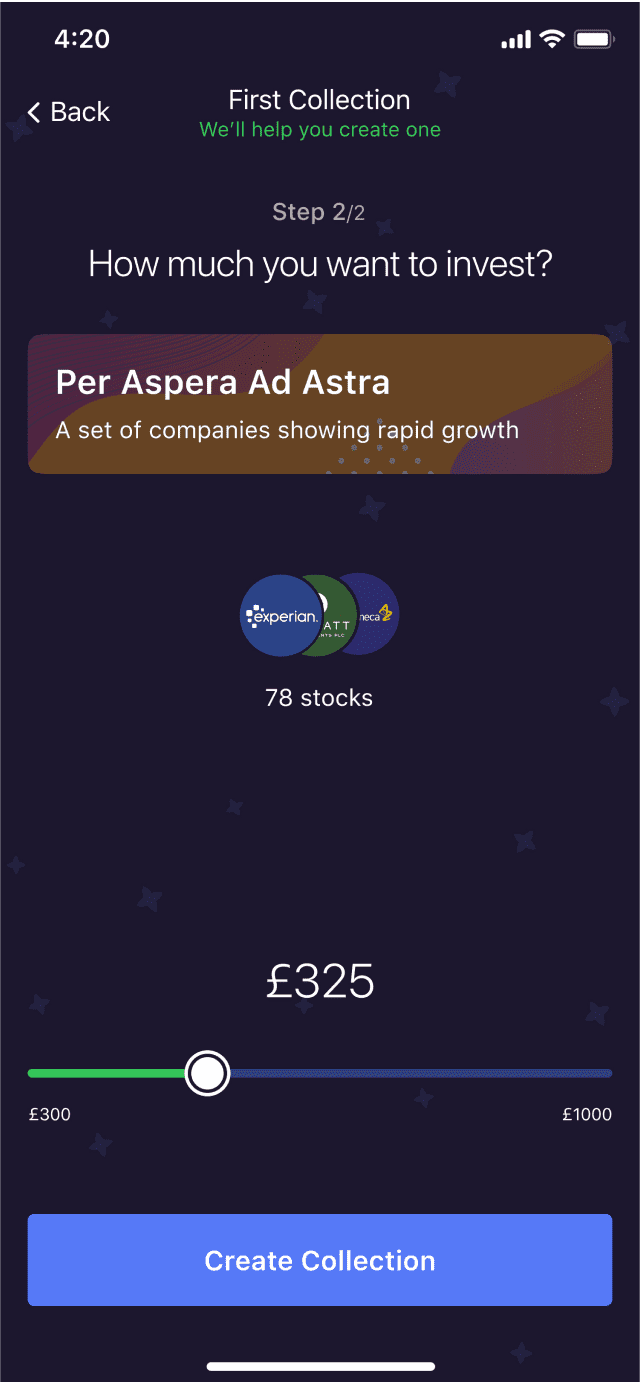 4:20
Back
First Collection
We'll help you create one
Step 2/2
How much you want to invest?
Per Aspera Ad Astra
A set of companies showing rapid growth
experian.
ATT
NTS PLC
neca
78 stocks
£325
£300
£1000
Create Collection